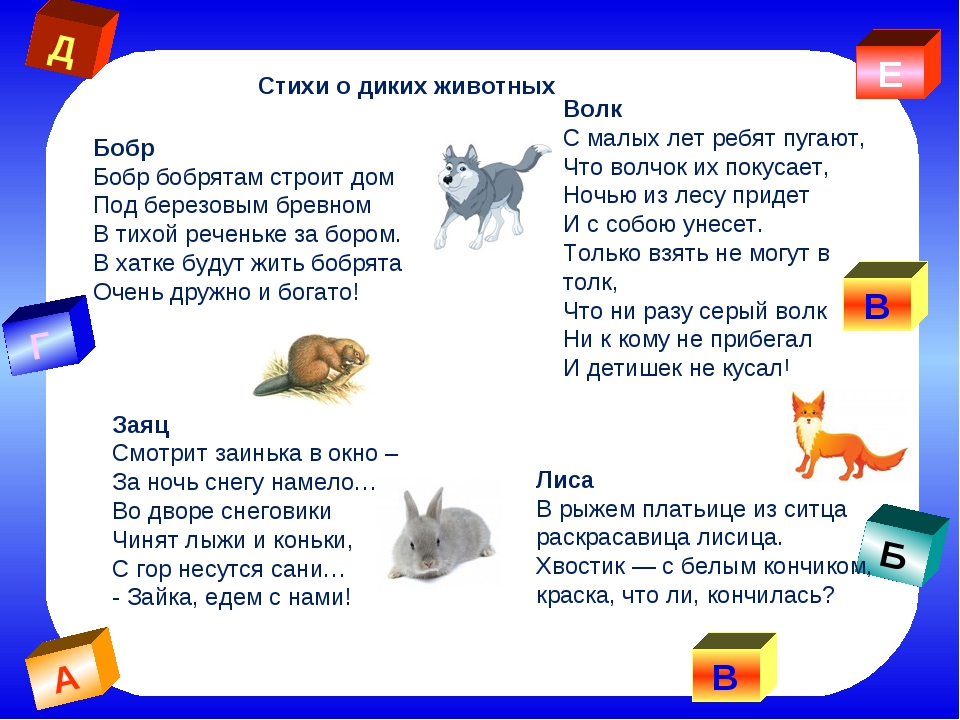 Д
Е
Стихи о диких животных
Бобр
Бобр бобрятам строит дом
Под березовым бревном
В тихой реченьке за бором.
В хатке будут жить бобрята
Очень дружно и богато!
Волк
С малых лет ребят пугают,
Что волчок их покусает,
Ночью из лесу придет
И с собою унесет.
Только взять не могут в
толк,
Что ни разу серый волк
Ни к кому не прибегал
И детишек не кусал!
В
Г
Заяц
Смотрит заинька в окно –
За ночь снегу намело…
Во дворе снеговики
Чинят лыжи и коньки,
С гор несутся сани…
- Зайка, едем с нами!
Лиса
В рыжем платьице из ситца
раскрасавица лисица.
Хвостик — с белым кончиком,
краска, что ли, кончилась?
Б
А
В